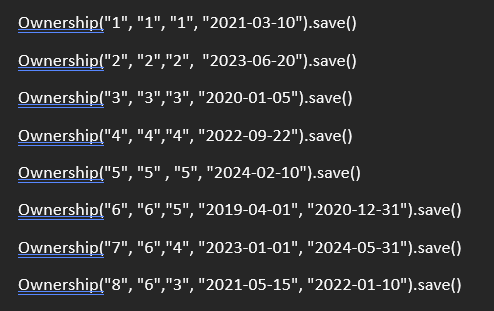 Ownership("1", "1", "1", "2021-03-10").save()
Ownership("2", "2","2",  "2023-06-20").save()
Ownership("3", "3","3", "2020-01-05").save()
Ownership("4", "4","4", "2022-09-22").save()
Ownership("5", "5" , "5", "2024-02-10").save()
Ownership("6", "6","5", "2019-04-01", "2020-12-31").save()
Ownership("7", "6","4", "2023-01-01", "2024-05-31").save()
Ownership("8", "6","3", "2021-05-15", "2022-01-10").save()